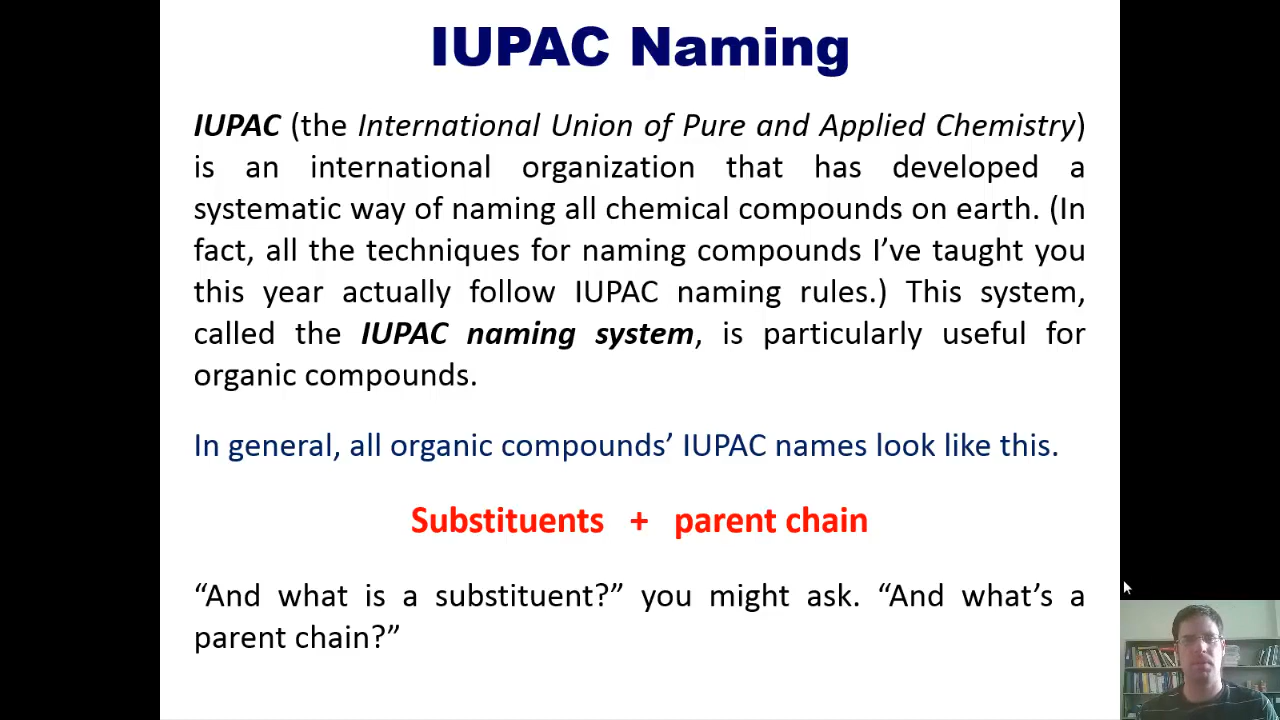 IUPAC Naming
IUPAC (the International Union of Pure and Applied Chemistry)
is an international organization that has developed a
systematic way of naming all chemical compounds on earth. (In
fact, all the techniques for naming compounds I’ve taught you
this year actually follow IUPAC naming rules.) This system,
called the IUPAC naming system, is particularly useful for
organic compounds.
In general, all organic compounds’ IUPAC names look like this.
Substituents + parent chain
“And what is a substituent?” you might ask. “And what’s a
parent chain?”